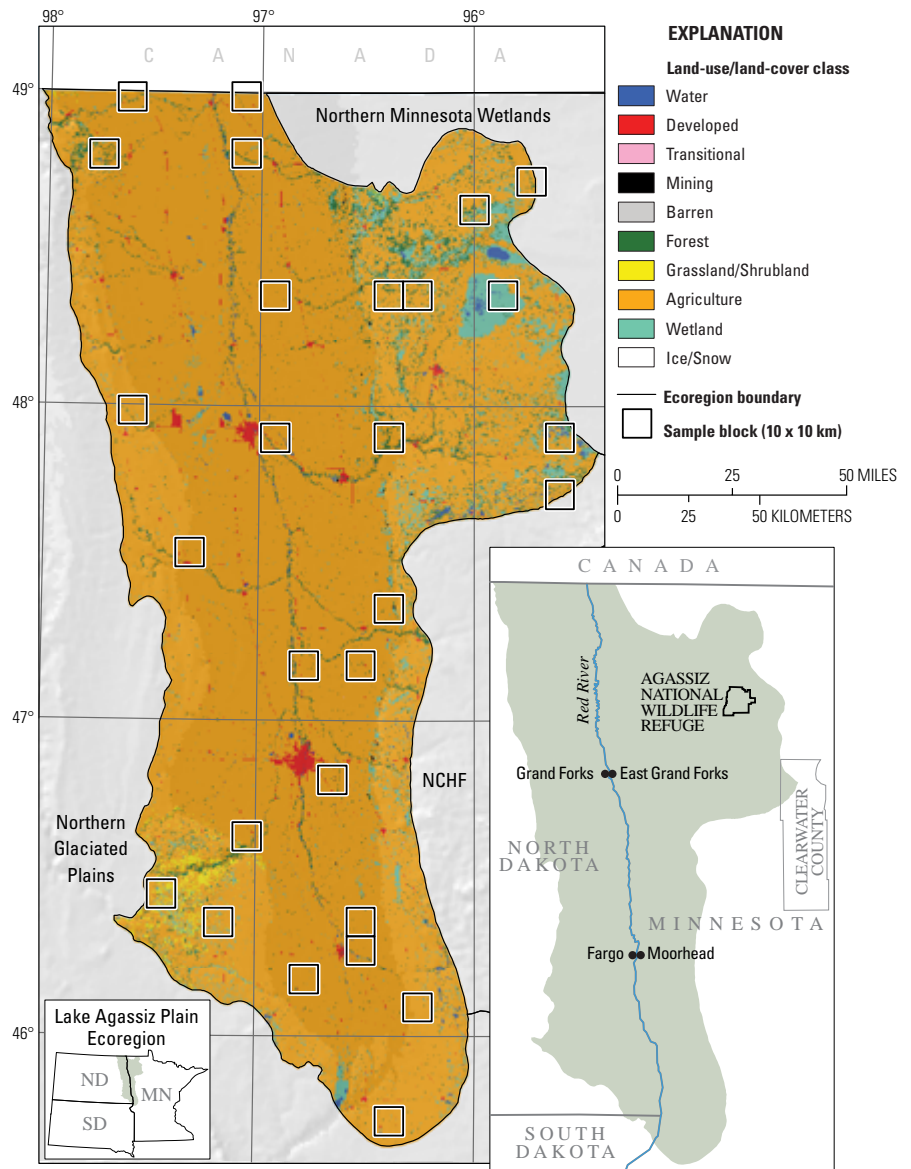 98°
97°
96°
C A N A D A
49°
48°
47°
46°
Northern Minnesota Wetlands
NCHF
Northern
Glaciated
Plains
EXPLANATION
Land-use/land-cover class
Water
Developed
Transitional
Mining
Barren
Forest
Grassland/Shrubland
Agriculture
Wetland
Ice/Snow
Ecoregion boundary
Sample block (10 x 10 km)
0 25 50 MILES
0 25 50 KILOMETERS
Lake Agassiz Plain
Ecoregion
ND
MN
SD
CANADA
Red River
AGASSIZ
NATIONAL
WILDLIFE
REFUGE
Grand Forks
East Grand Forks
CLEARWATER
COUNTY
NORTH
DAKOTA
MINNESOTA
Fargo
Moorhead
SOUTH
DAKOTA